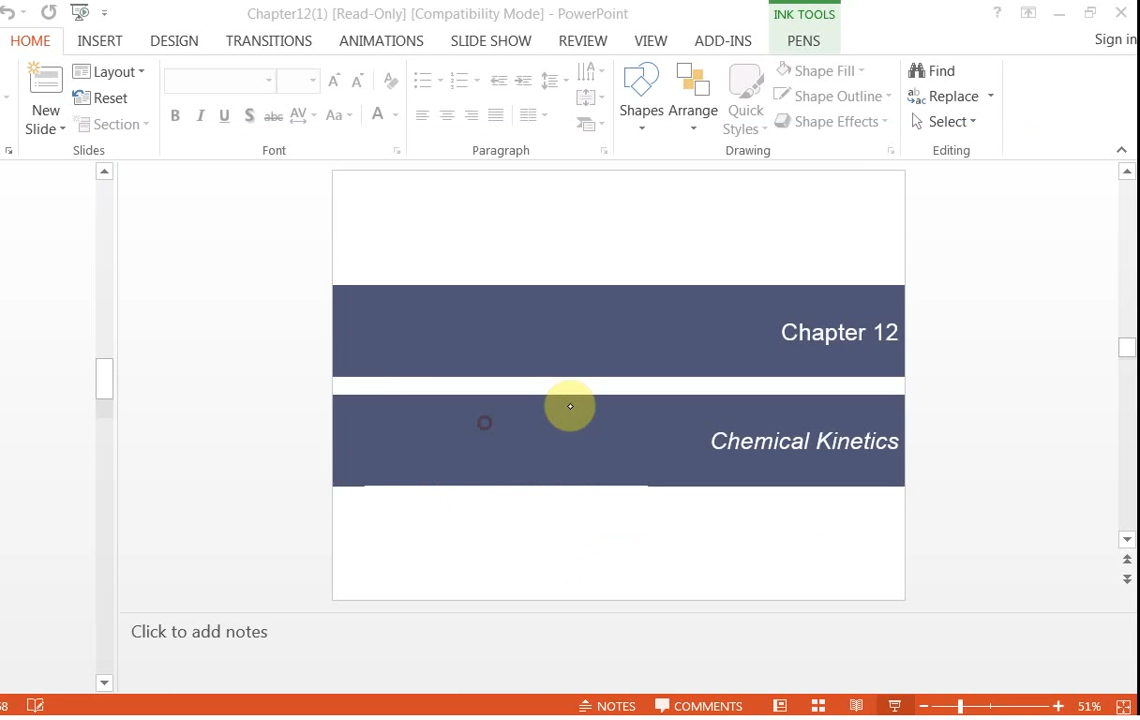 Chapter12(1) [Read-Only] [Compatibility Mode] - PowerPoint
INK TOOLS
?
HOME INSERT DESIGN TRANSITIONS ANIMATIONS SLIDE SHOW REVIEW VIEW ADD-INS PENS Sign in
New Slide
Layout
Reset
Section
Slides
B I U S abc AV Aa A
Font
Paragraph
Shapes
Arrange
Quick Styles
Shape Fill
Shape Outline
Shape Effects
Drawing
Find
Replace
Select
Editing
Chapter 12
Chemical Kinetics
Click to add notes
NOTES COMMENTS 51%